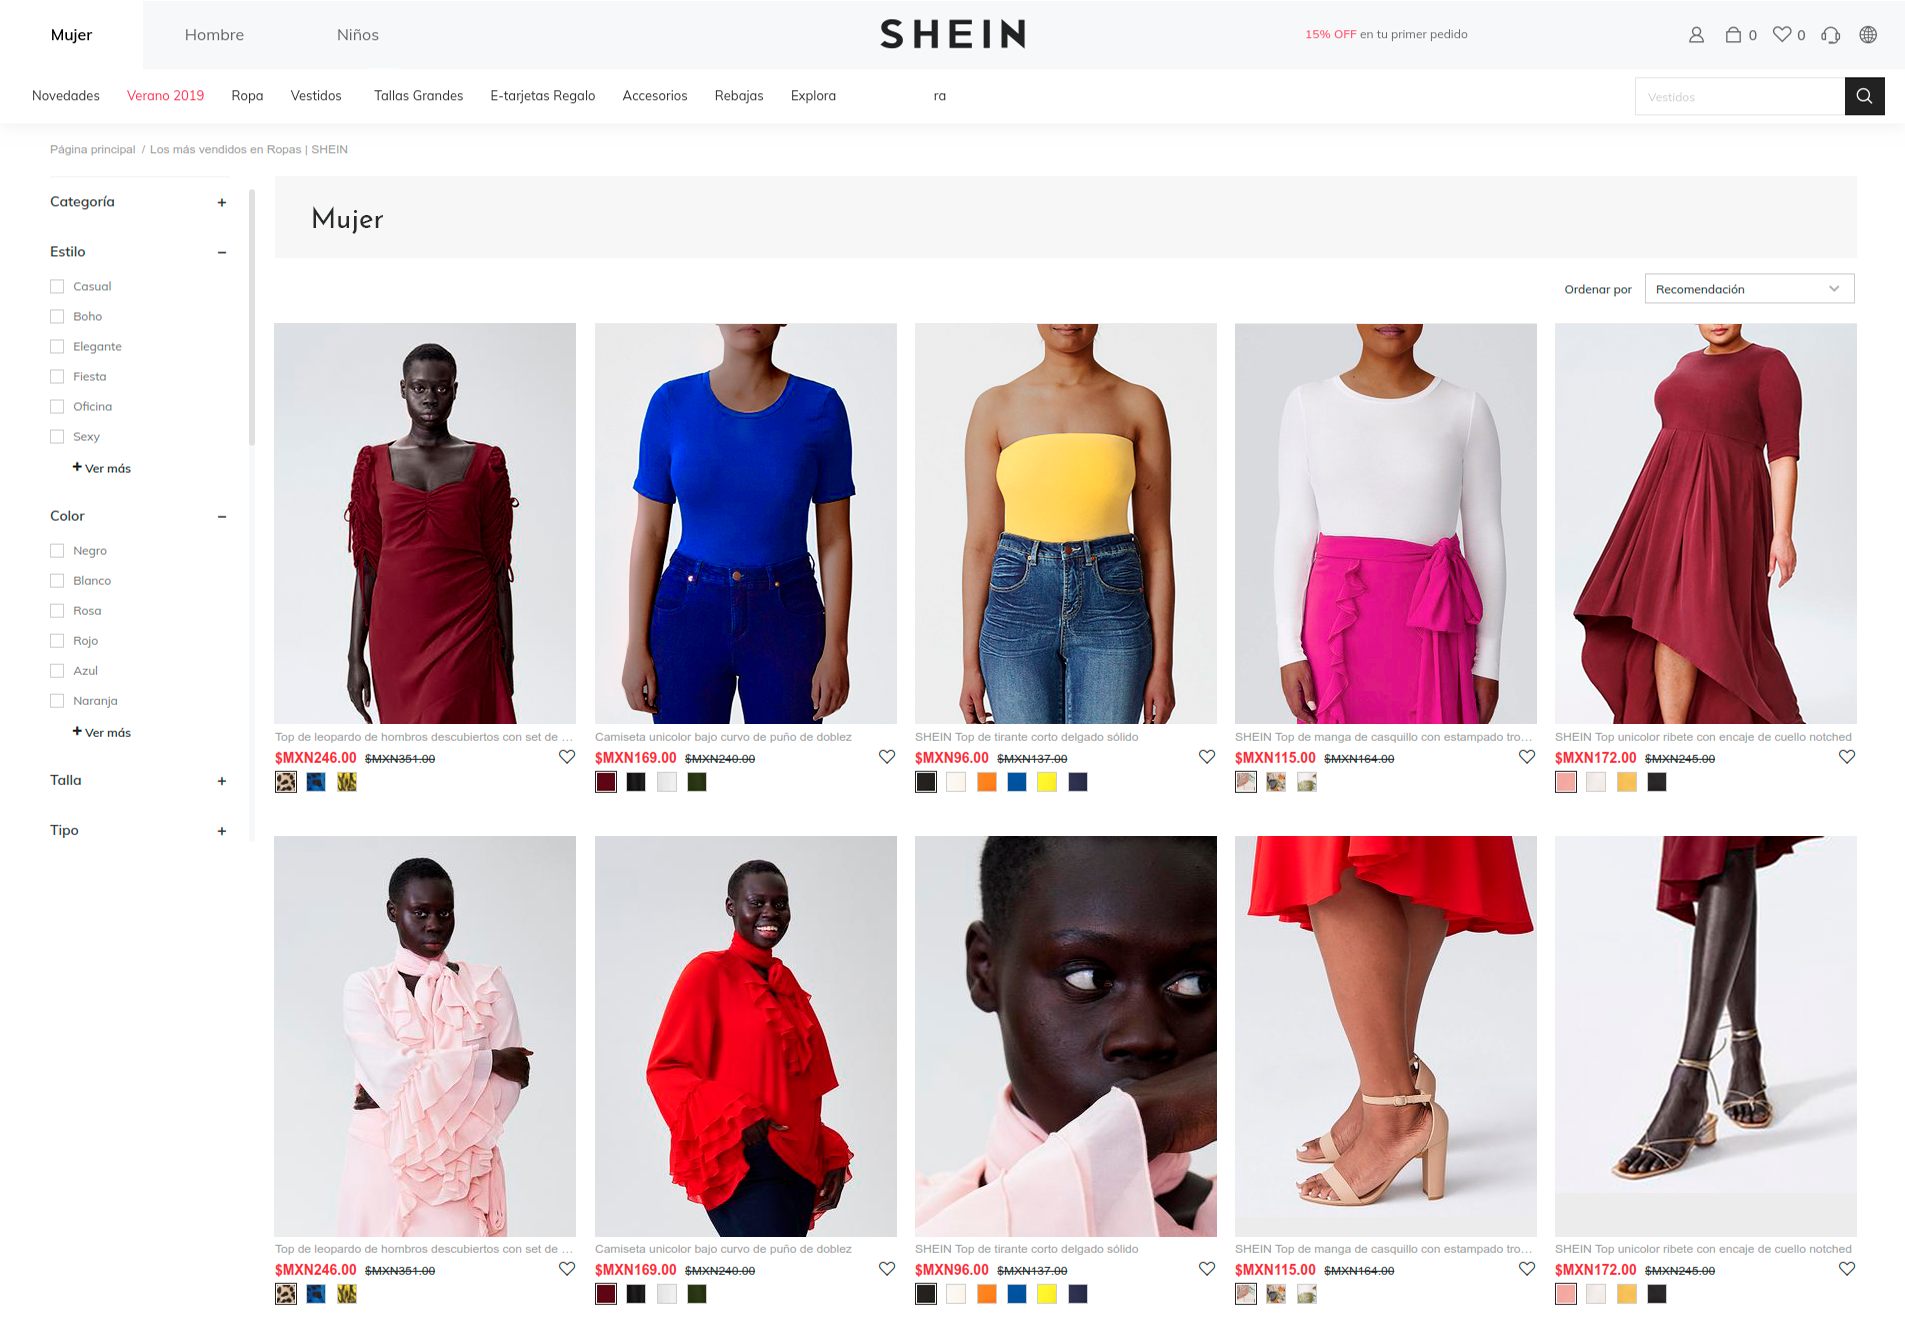 Mujer
Hombre
Niños
SHEIN
15% OFF en tu primer pedido
0
0
Novedades
Verano 2019
Ropa
Vestidos
Tallas Grandes
E-tarjetas Regalo
Accesorios
Rebajas
Explora
ra
Vestidos
Página principal / Los más vendidos en Ropas | SHEIN
Categoría +
Estilo −
Casual
Boho
Elegante
Fiesta
Oficina
Sexy
+ Ver más
Color −
Negro
Blanco
Rosa
Rojo
Azul
Naranja
+ Ver más
Talla +
Tipo +
Mujer
Ordenar por
Recomendación
Top de leopardo de hombros descubiertos con set de ...
$MXN246.00 $MXN351.00
Camiseta unicolor bajo curvo de puño de doblez
$MXN169.00 $MXN240.00
SHEIN Top de tirante corto delgado sólido
$MXN96.00 $MXN137.00
SHEIN Top de manga de casquillo con estampado tro...
$MXN115.00 $MXN164.00
SHEIN Top unicolor ribete con encaje de cuello notched
$MXN172.00 $MXN245.00
Top de leopardo de hombros descubiertos con set de ...
$MXN246.00 $MXN351.00
Camiseta unicolor bajo curvo de puño de doblez
$MXN169.00 $MXN240.00
SHEIN Top de tirante corto delgado sólido
$MXN96.00 $MXN137.00
SHEIN Top de manga de casquillo con estampado tro...
$MXN115.00 $MXN164.00
SHEIN Top unicolor ribete con encaje de cuello notched
$MXN172.00 $MXN245.00